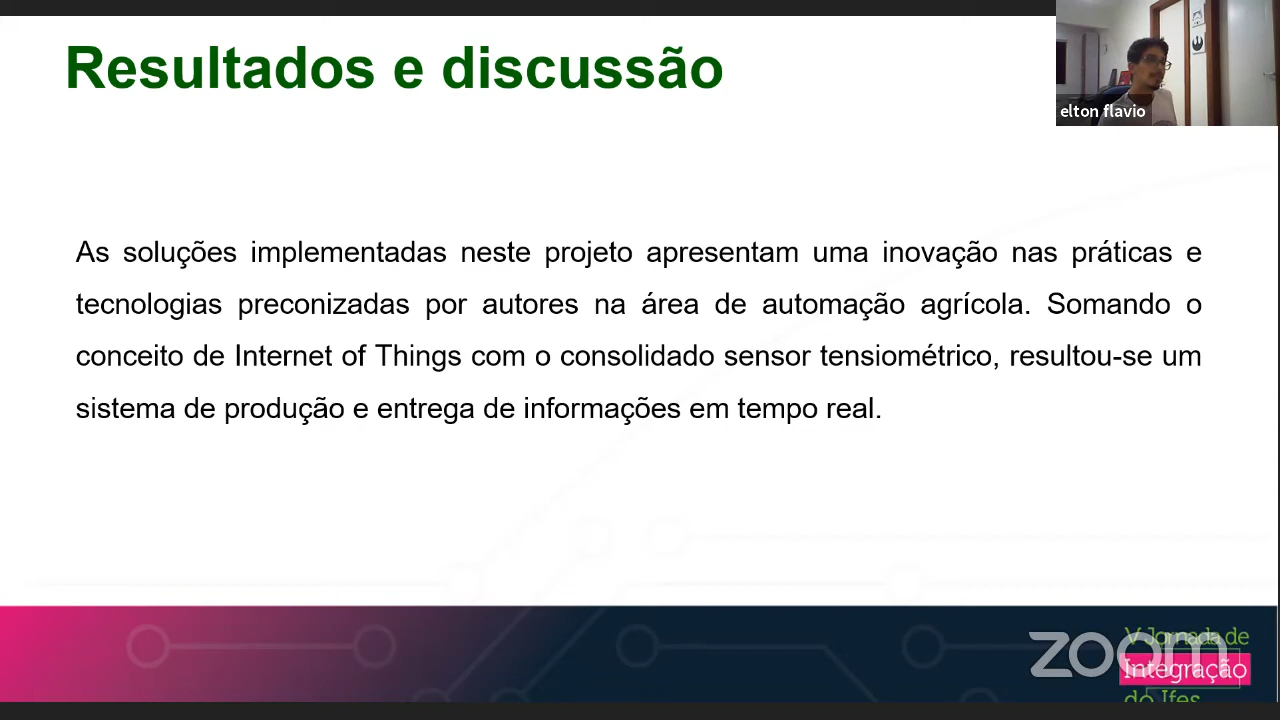 Resultados e discussão
elton flavio
As soluções implementadas neste projeto apresentam uma inovação nas práticas e
tecnologias preconizadas por autores na área de automação agrícola. Somando o
conceito de Internet of Things com o consolidado sensor tensiométrico, resultou-se um
sistema de produção e entrega de informações em tempo real.
zoom
V Jornada de
Integração
do Ifes